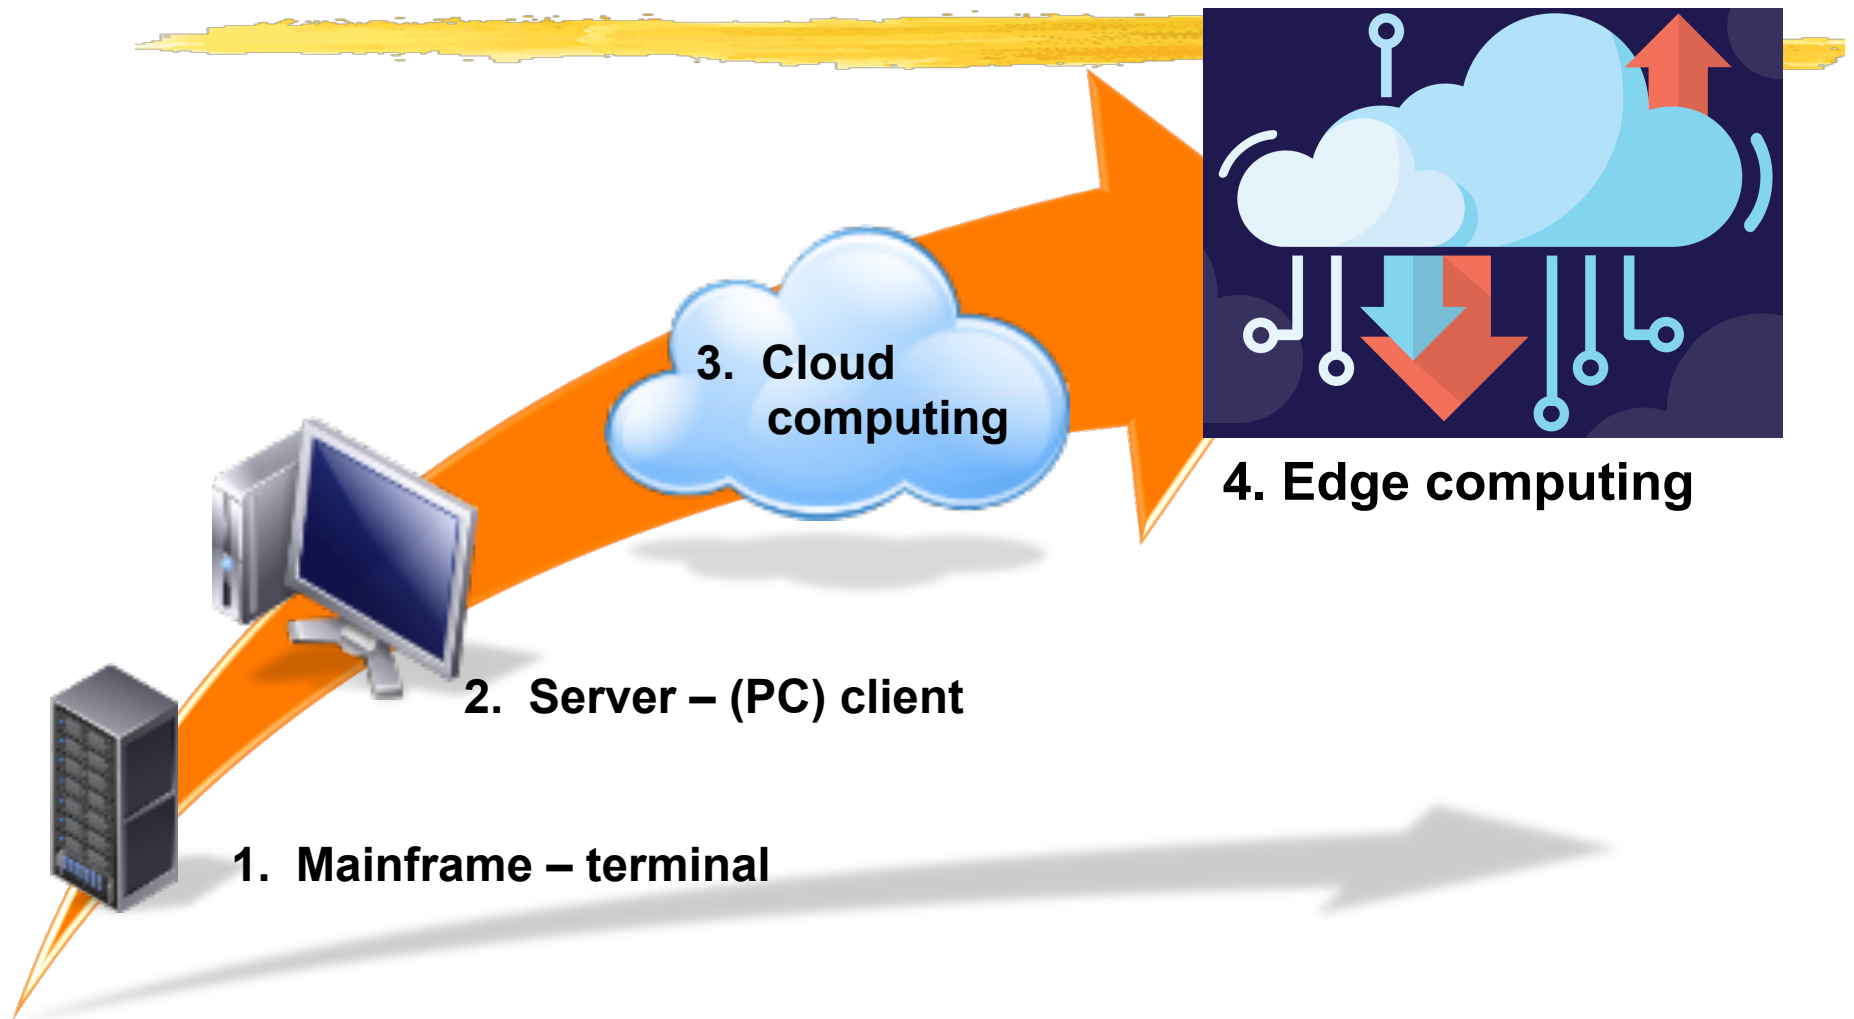 3. Cloud
computing
4. Edge computing
2. Server – (PC) client
1. Mainframe – terminal